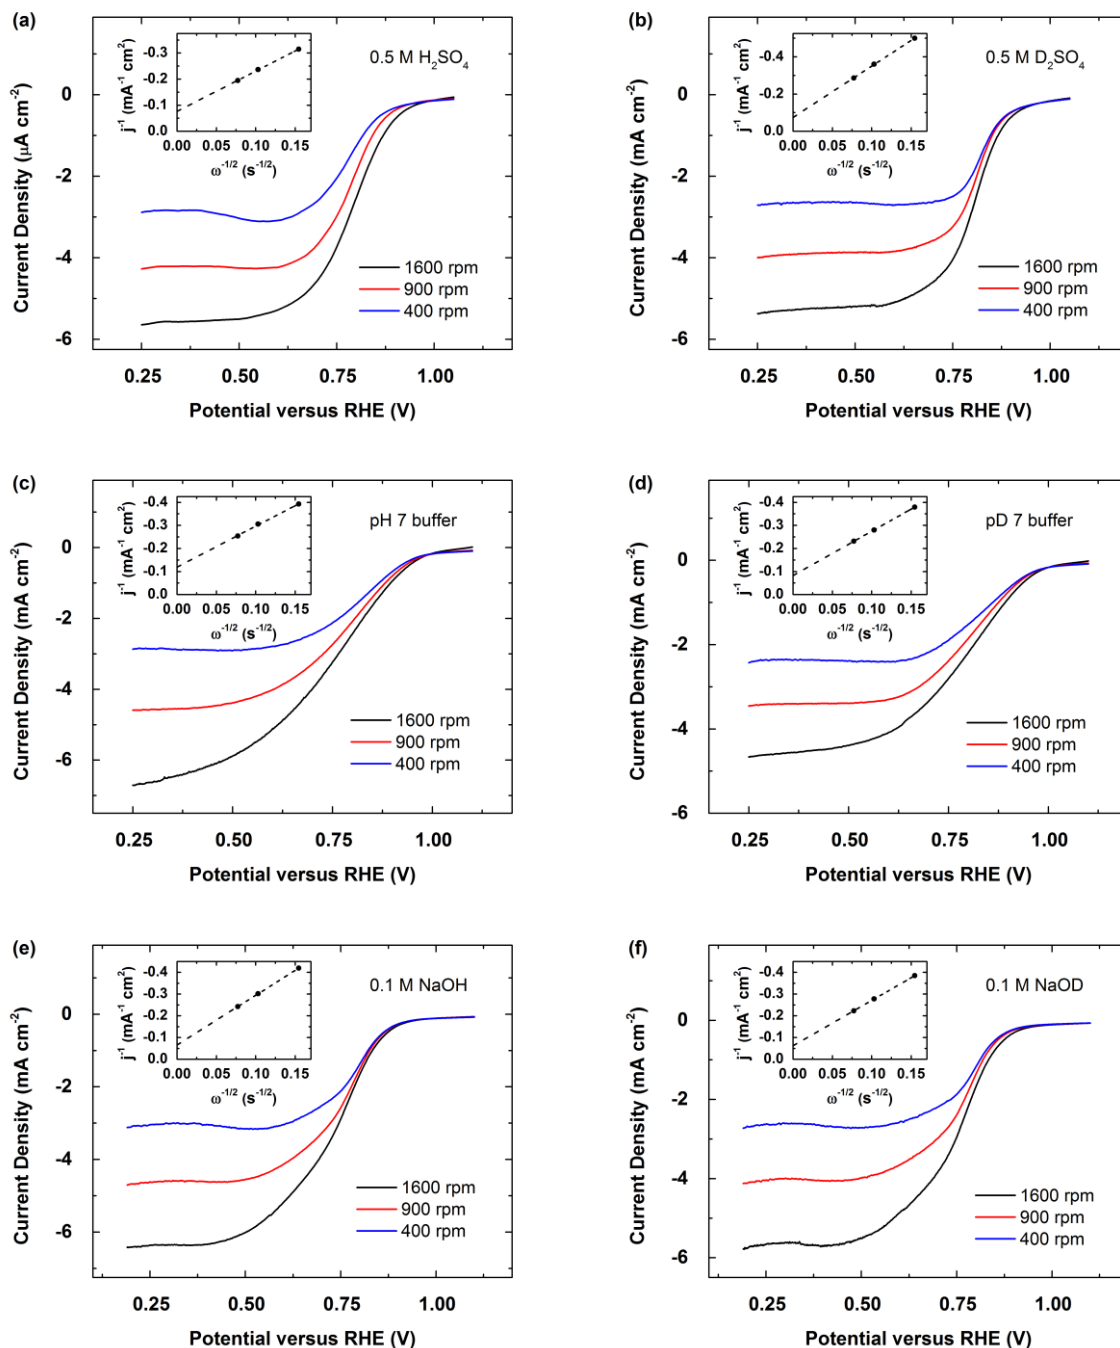 (a)
0.5 M H₂SO₄
-0.3
-0.2
-0.1
0.0
j⁻¹ (mA⁻¹ cm²)
0.00 0.05 0.10 0.15
ω⁻¹/² (s⁻¹/²)
0
-2
-4
-6
Current Density (μA cm⁻²)
1600 rpm
900 rpm
400 rpm
0.25 0.50 0.75 1.00
Potential versus RHE (V)
(b)
0.5 M D₂SO₄
-0.4
-0.2
0.0
j⁻¹ (mA⁻¹ cm²)
0.00 0.05 0.10 0.15
ω⁻¹/² (s⁻¹/²)
0
-2
-4
-6
Current Density (mA cm⁻²)
1600 rpm
900 rpm
400 rpm
0.25 0.50 0.75 1.00
Potential versus RHE (V)
(c)
pH 7 buffer
-0.4
-0.3
-0.2
-0.1
0.0
j⁻¹ (mA⁻¹ cm²)
0.00 0.05 0.10 0.15
ω⁻¹/² (s⁻¹/²)
0
-2
-4
-6
Current Density (mA cm⁻²)
1600 rpm
900 rpm
400 rpm
0.25 0.50 0.75 1.00
Potential versus RHE (V)
(d)
pD 7 buffer
-0.4
-0.3
-0.2
-0.1
0.0
j⁻¹ (mA⁻¹ cm²)
0.00 0.05 0.10 0.15
ω⁻¹/² (s⁻¹/²)
0
-2
-4
-6
Current Density (mA cm⁻²)
1600 rpm
900 rpm
400 rpm
0.25 0.50 0.75 1.00
Potential versus RHE (V)
(e)
0.1 M NaOH
-0.4
-0.3
-0.2
-0.1
0.0
j⁻¹ (mA⁻¹ cm²)
0.00 0.05 0.10 0.15
ω⁻¹/² (s⁻¹/²)
0
-2
-4
-6
Current Density (mA cm⁻²)
1600 rpm
900 rpm
400 rpm
0.25 0.50 0.75 1.00
Potential versus RHE (V)
(f)
0.1 M NaOD
-0.4
-0.3
-0.2
-0.1
0.0
j⁻¹ (mA⁻¹ cm²)
0.00 0.05 0.10 0.15
ω⁻¹/² (s⁻¹/²)
0
-2
-4
-6
Current Density (mA cm⁻²)
1600 rpm
900 rpm
400 rpm
0.25 0.50 0.75 1.00
Potential versus RHE (V)